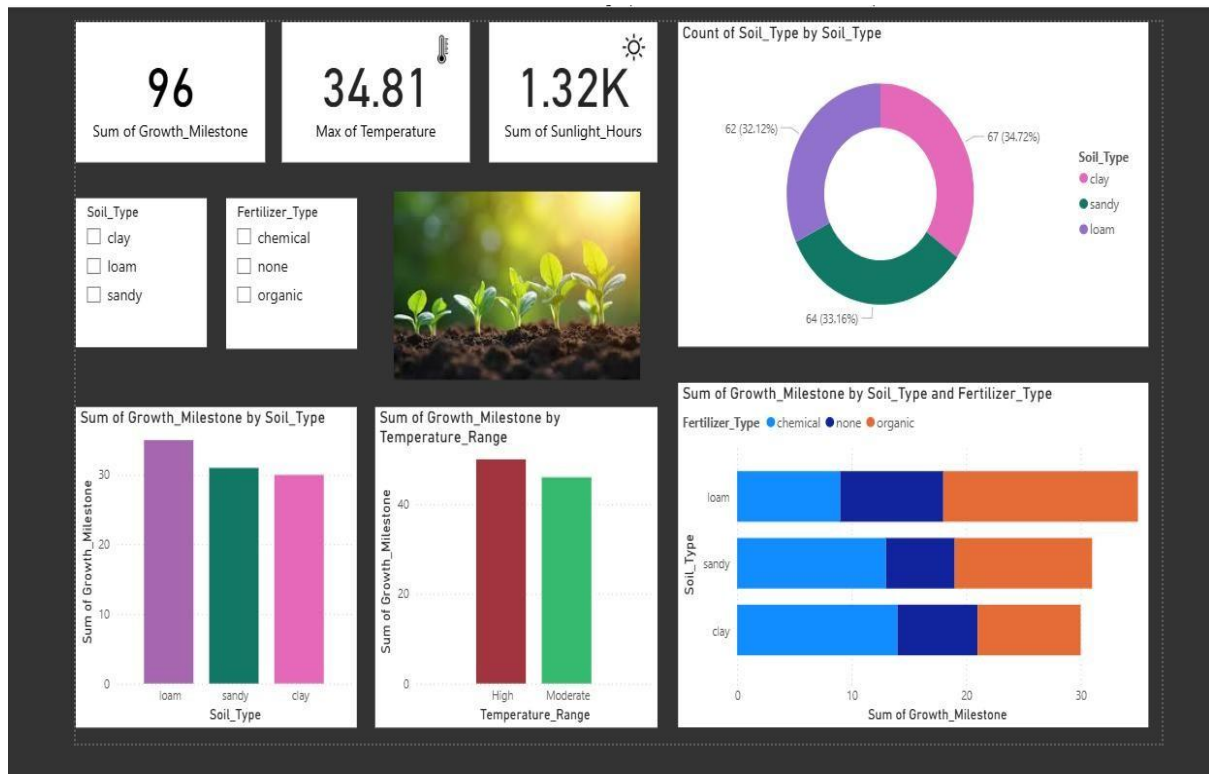 96
Sum of Growth_Milestone
34.81
Max of Temperature
1.32K
Sum of Sunlight_Hours
Count of Soil_Type by Soil_Type
62 (32.12%)
67 (34.72%)
64 (33.16%)
Soil_Type
clay
sandy
loam
Soil_Type
clay
loam
sandy
Fertilizer_Type
chemical
none
organic
Sum of Growth_Milestone by Soil_Type
Sum of Growth_Milestone
30
20
10
0
loam sandy clay
Soil_Type
Sum of Growth_Milestone by
Temperature_Range
Sum of Growth_Milestone
40
20
0
High Moderate
Temperature_Range
Sum of Growth_Milestone by Soil_Type and Fertilizer_Type
Fertilizer_Type chemical none organic
Soil_Type
loam
sandy
clay
0 10 20 30
Sum of Growth_Milestone